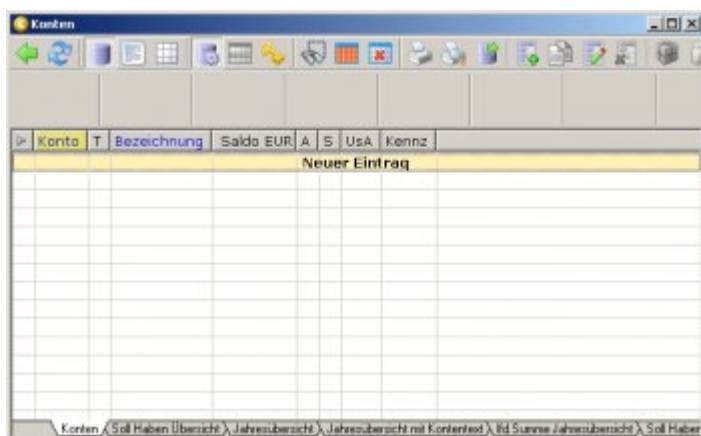 Konten
Konto T Bezeichnung Saldo EUR A S UsA Kennz
Neuer Eintrag
Konten Soll Haben Übersicht Jahresübersicht Jahresübersicht mit Kontentext lfd Summe Jahresübersicht Soll Haben